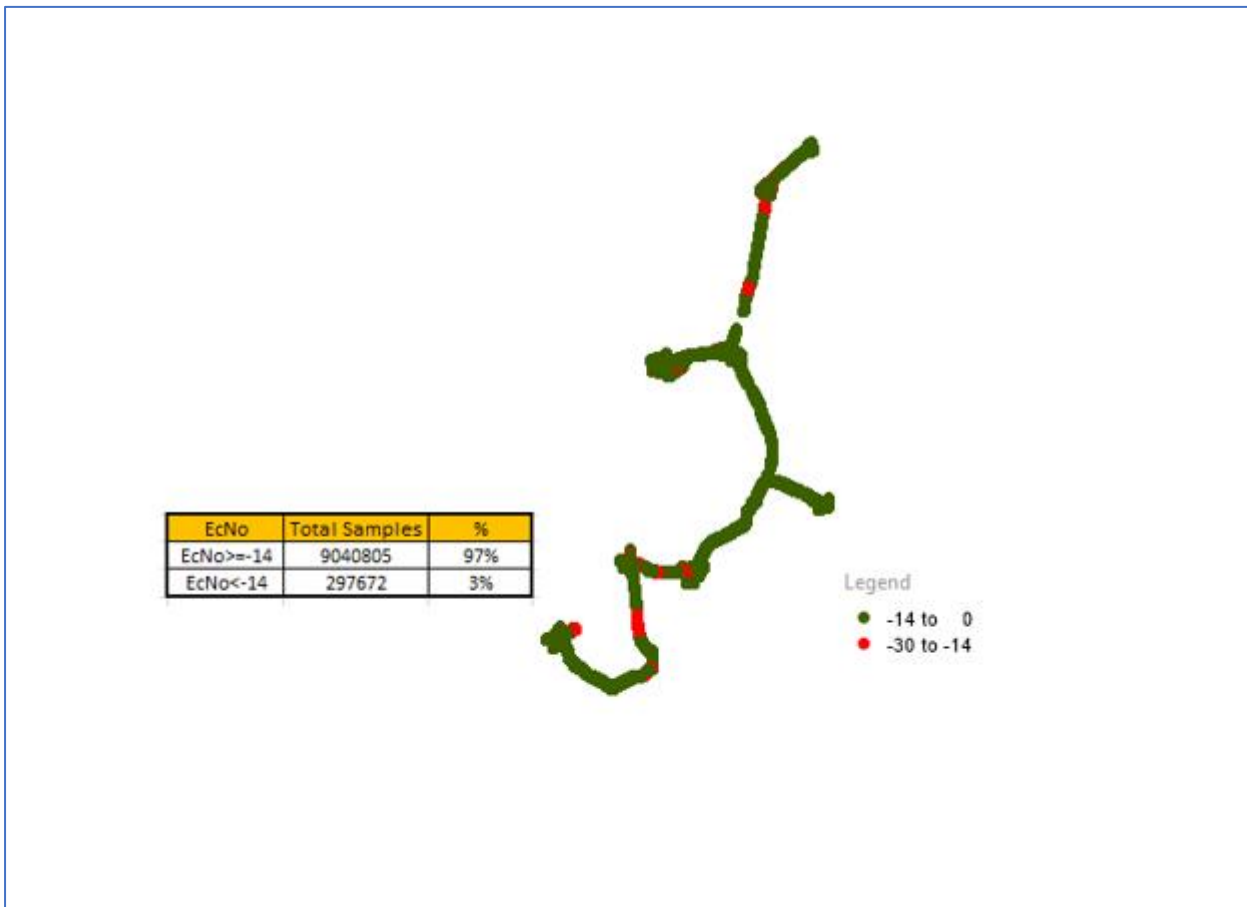 EcNo Total Samples %
EcNo>=-14 9040805 97%
EcNo<-14 297672 3%
Legend
-14 to 0
-30 to -14